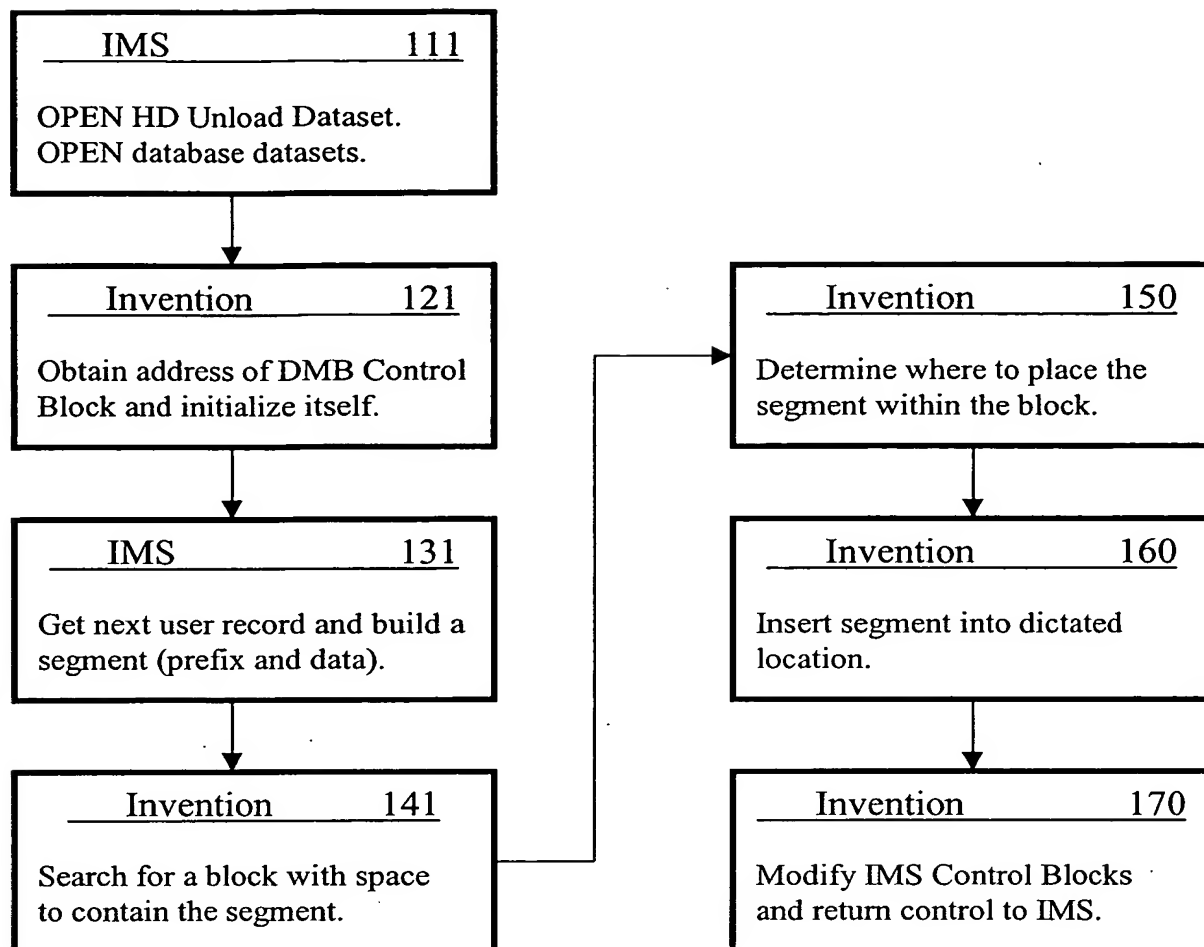 IMS 111
OPEN HD Unload Dataset.
OPEN database datasets.
Invention 121
Obtain address of DMB Control
Block and initialize itself.
IMS 131
Get next user record and build a
segment (prefix and data).
Invention 141
Search for a block with space
to contain the segment.
Invention 150
Determine where to place the
segment within the block.
Invention 160
Insert segment into dictated
location.
Invention 170
Modify IMS Control Blocks
and return control to IMS.